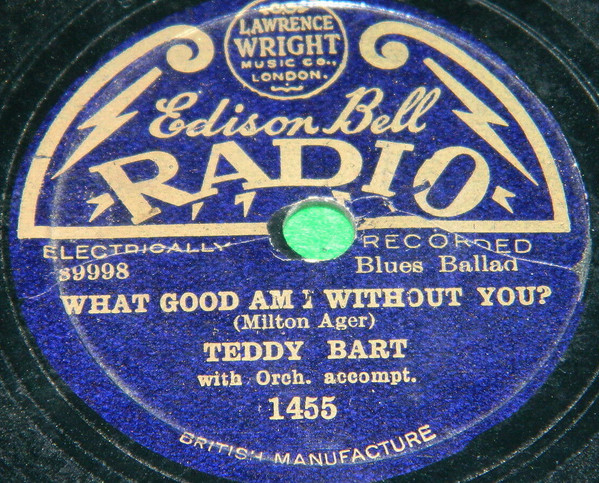 LAWRENCE
WRIGHT
MUSIC CO.,
LONDON.
Edison Bell
RADIO
ELECTRICALLY RECORDED
89998 Blues Ballad
WHAT GOOD AM I WITHOUT YOU?
(Milton Ager)
TEDDY BART
with Orch. accompt.
1455
BRITISH MANUFACTURE